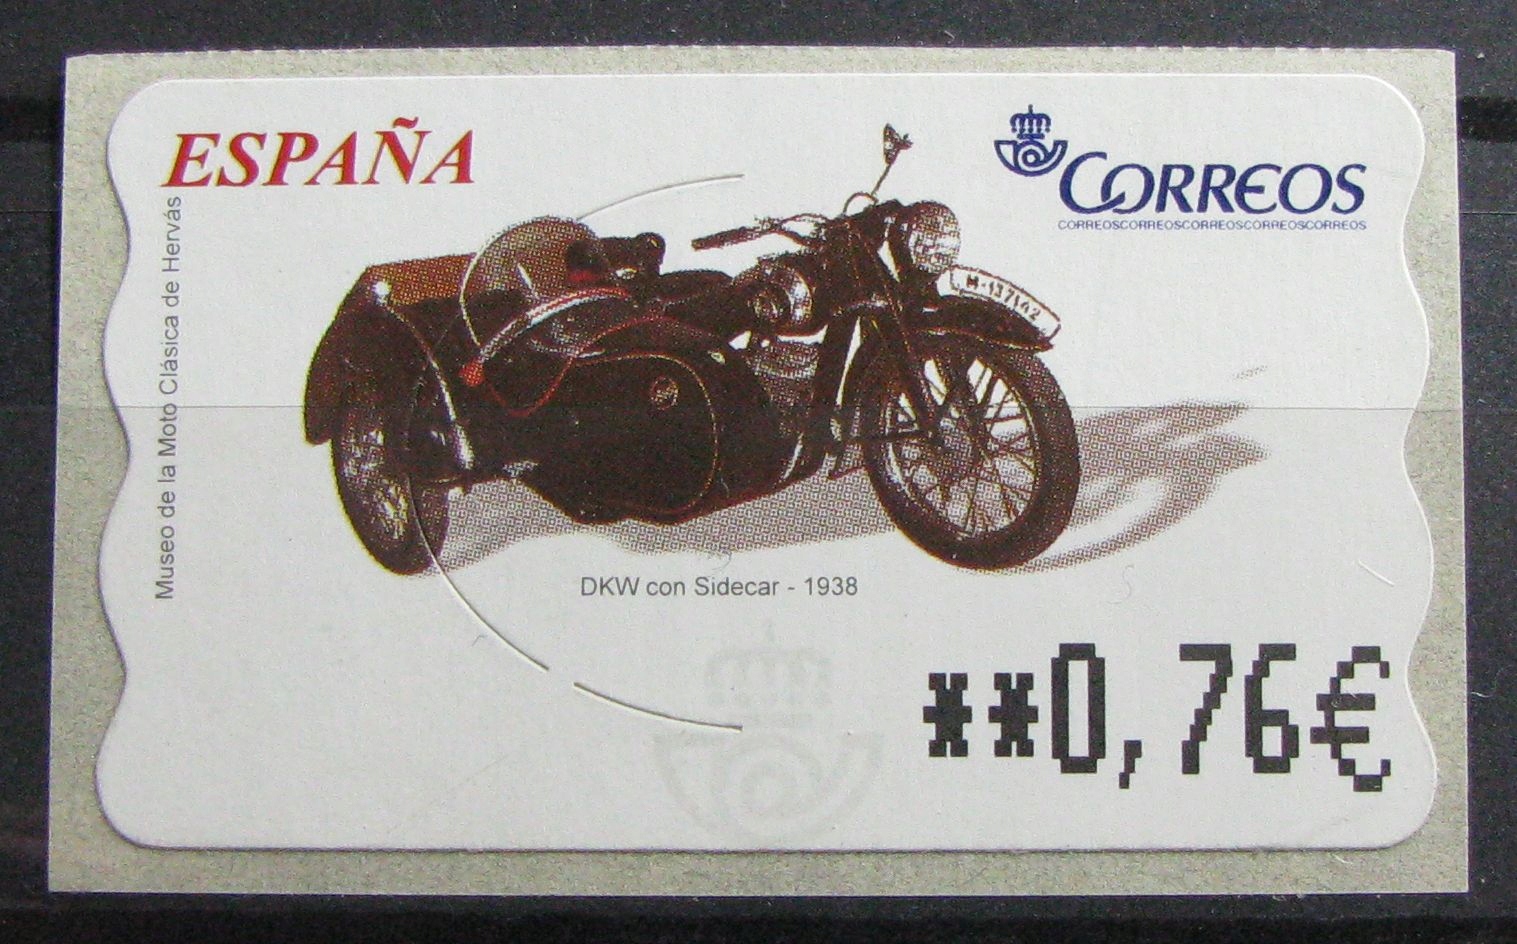 ESPAÑA
CORREOS
CORREOSCORREOSCORREOSCORREOSCORREOS
Museo de la Moto Clásica de Hervás
DKW con Sidecar - 1938
**0,76€